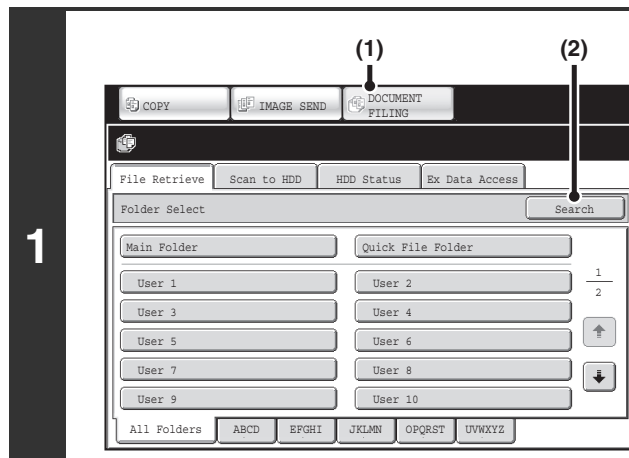 (1) (2)
COPY IMAGE SEND DOCUMENT
FILING
File Retrieve Scan to HDD HDD Status Ex Data Access
Folder Select Search
1
Main Folder Quick File Folder
User 1 User 2 1
2
User 3 User 4
User 5 User 6
User 7 User 8
User 9 User 10
All Folders ABCD EFGHI JKLMN OPQRST UVWXYZ